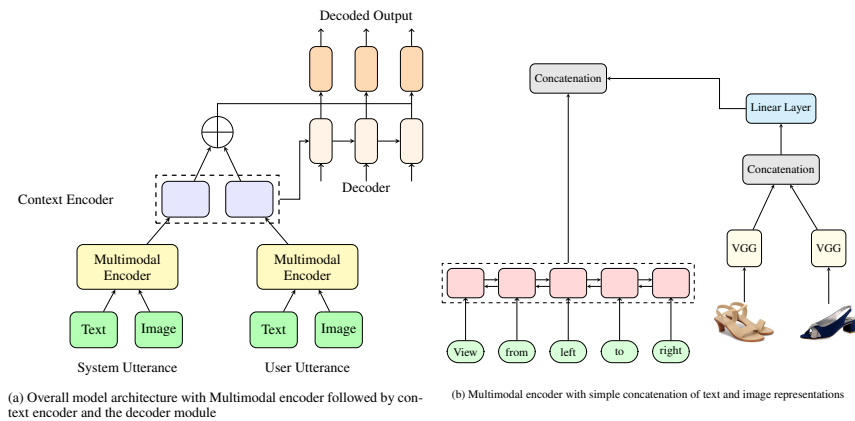 Decoded Output
Decoder
Context Encoder
Multimodal
Encoder
Multimodal
Encoder
Text
Image
Text
Image
System Utterance
User Utterance
(a) Overall model architecture with Multimodal encoder followed by con-
text encoder and the decoder module
Concatenation
Linear Layer
Concatenation
VGG
VGG
View
from
left
to
right
(b) Multimodal encoder with simple concatenation of text and image representations